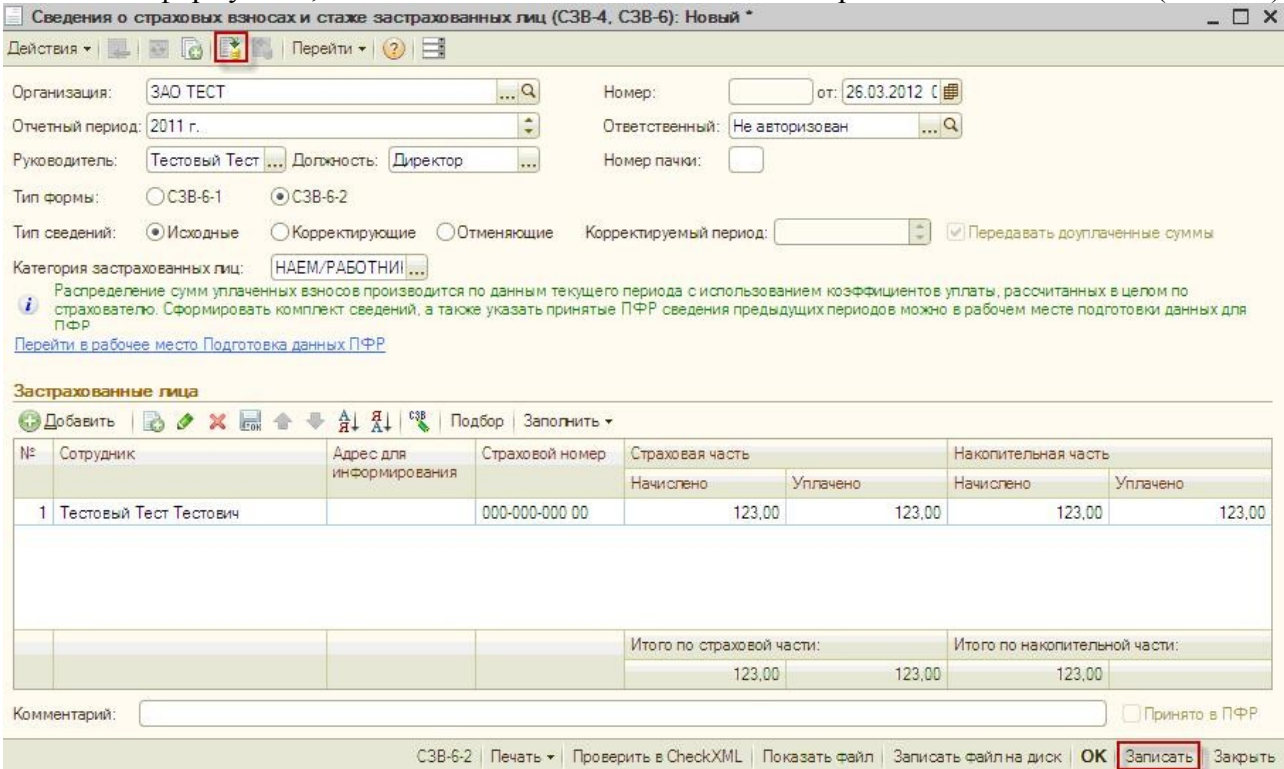 Сведения о страховых взносах и стаже застрахованных лиц (СЗВ-4, СЗВ-6): Новый *
Действия Перейти
Организация: ЗАО ТЕСТ ... Номер: от: 26.03.2012 0
Отчетный период: 2011 г. Ответственный: Не авторизован ...
Руководитель: Тестовый Тест ... Должность: Директор ... Номер пачки:
Тип формы: СЗВ-6-1 СЗВ-6-2
Тип сведений: Исходные Корректирующие Отменяющие Корректируемый период: Передавать доуплаченные суммы
Категория застрахованных лиц: НАЕМ/РАБОТНИ ...
Распределение сумм уплаченных взносов производится по данным текущего периода с использованием коэффициентов уплаты, рассчитанных в целом по
страхователю. Сформировать комплект сведений, а также указать принятые ПФР сведения предыдущих периодов можно в рабочем месте подготовки данных для
ПФР
Перейти в рабочее место Подготовка данных ПФР
Застрахованные лица
Добавить Подбор Заполнить
№ Сотрудник Адрес для информирования Страховой номер Страховая часть Накопительная часть
Начислено Уплачено Начислено Уплачено
1 Тестовый Тест Тестович 000-000-000 00 123,00 123,00 123,00 123,00
Итого по страховой части: Итого по накопительной части:
123,00 123,00 123,00
Комментарий: Принято в ПФР
СЗВ-6-2 Печать Проверить в CheckXML Показать файл Записать файл на диск OK Записать Закрыть